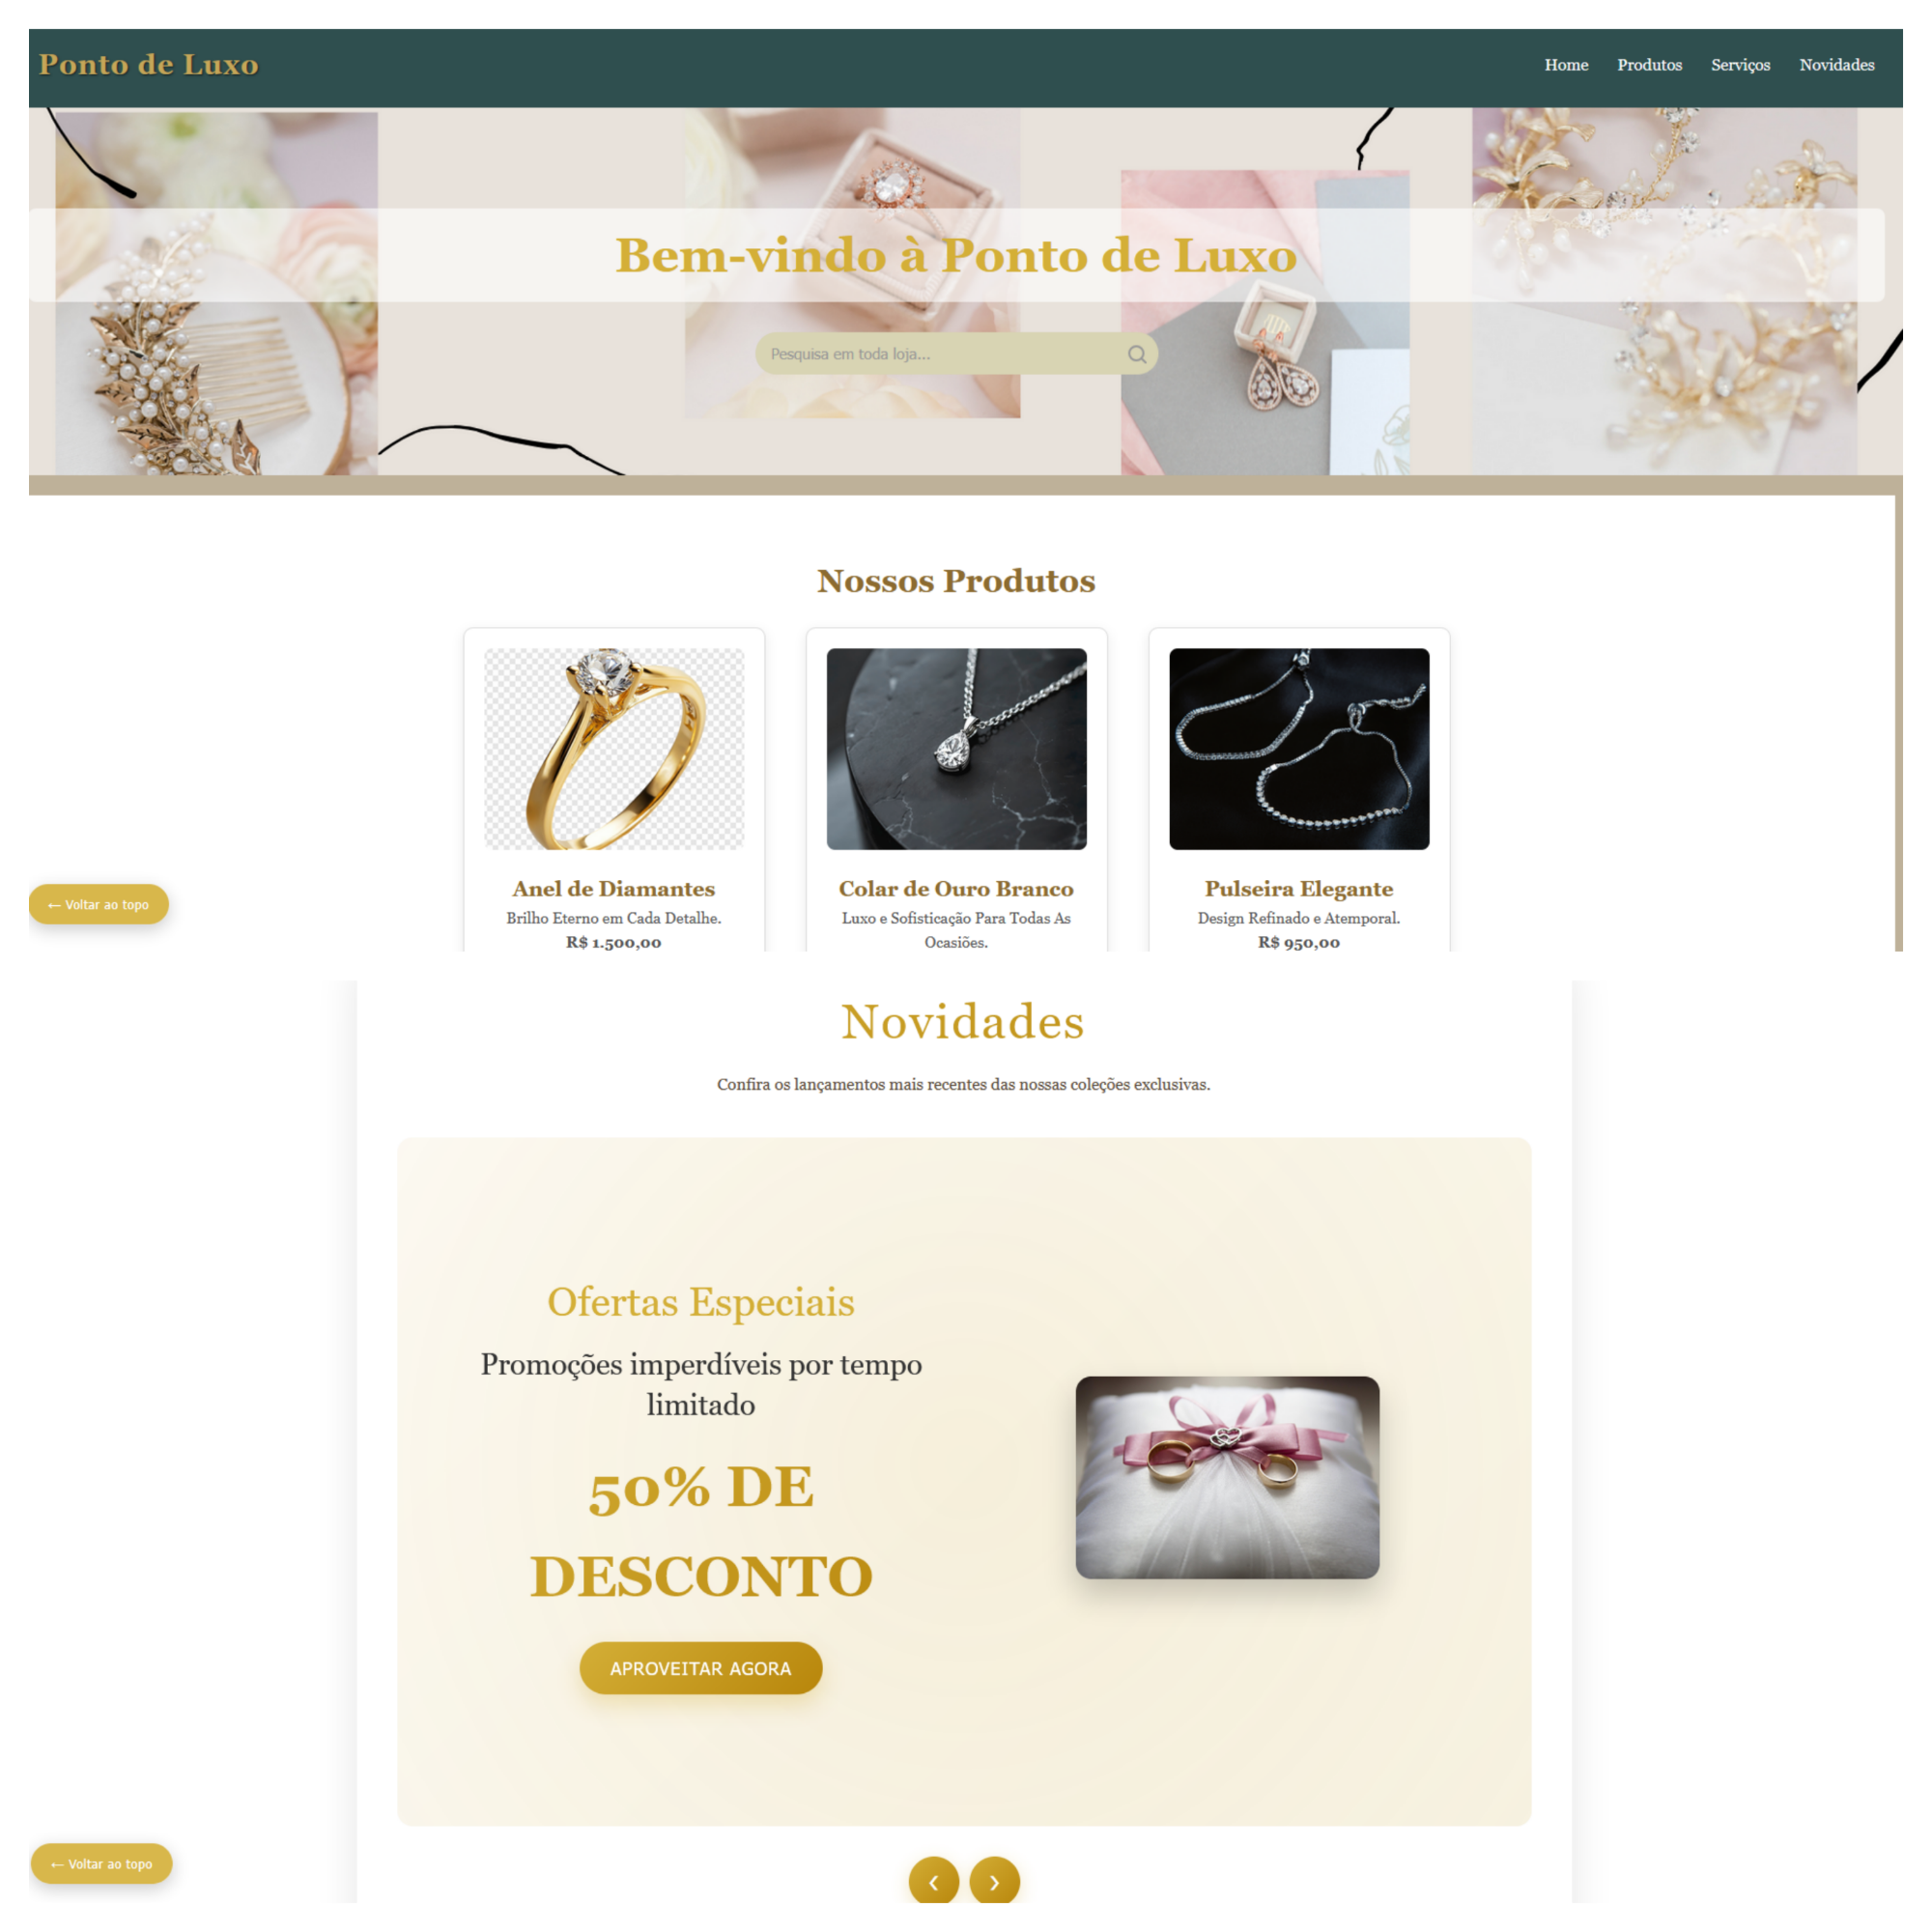 Ponto de Luxo
Home Produtos Serviços Novidades
Bem-vindo à Ponto de Luxo
Pesquisa em toda loja...
Nossos Produtos
Anel de Diamantes
Brilho Eterno em Cada Detalhe.
R$ 1.500,00
Colar de Ouro Branco
Luxo e Sofisticação Para Todas As
Ocasiões.
Pulseira Elegante
Design Refinado e Atemporal.
R$ 950,00
← Voltar ao topo
Novidades
Confira os lançamentos mais recentes das nossas coleções exclusivas.
Ofertas Especiais
Promoções imperdíveis por tempo
limitado
50% DE
DESCONTO
APROVEITAR AGORA
← Voltar ao topo
‹ ›